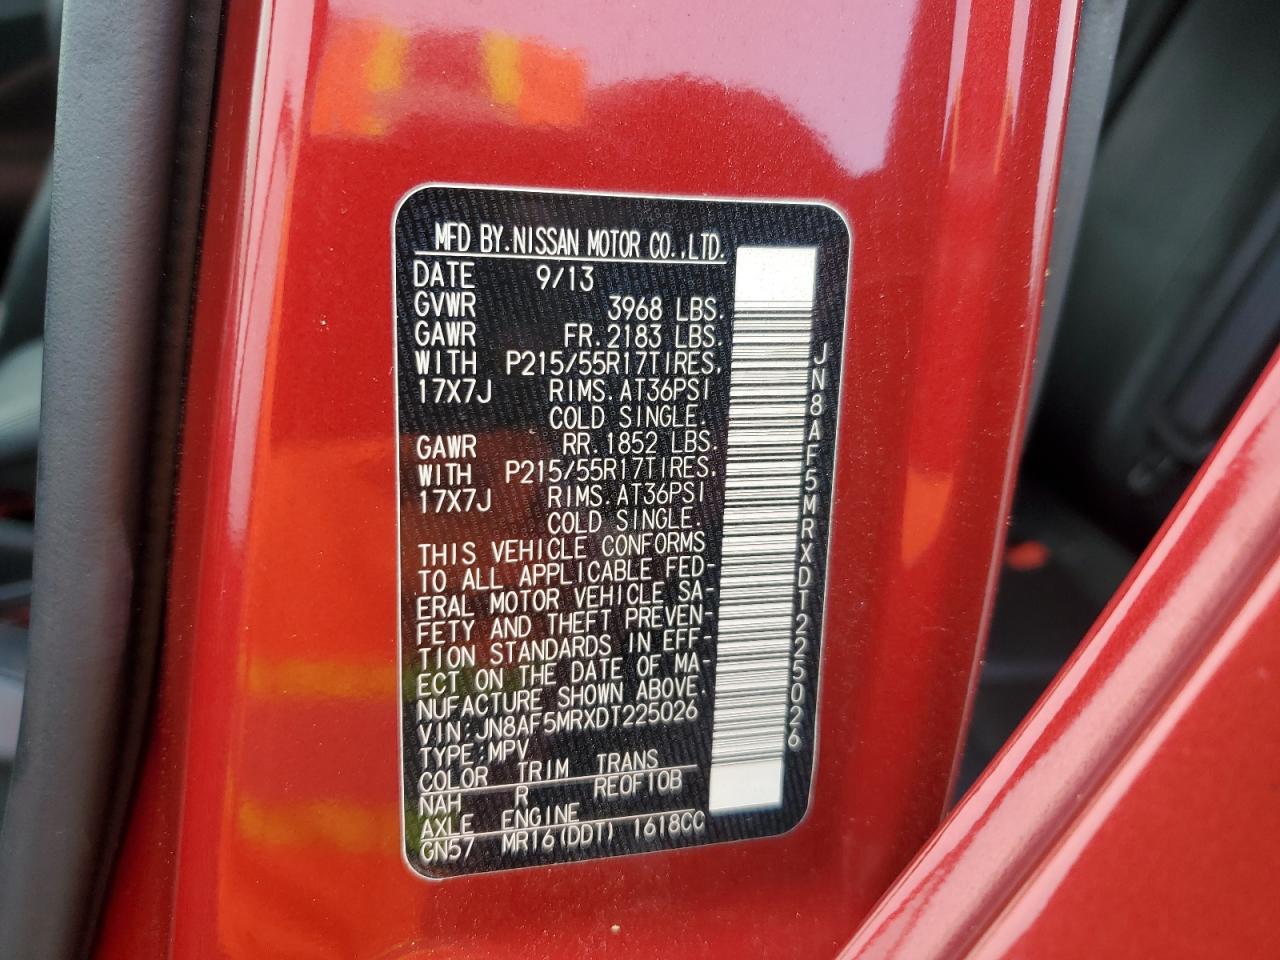 MFD BY.NISSAN MOTOR CO.,LTD.
DATE 9/13
GVWR 3968 LBS.
GAWR FR.2183 LBS.
WITH P215/55R17TIRES,
17X7J RIMS.AT36PSI
COLD SINGLE.
GAWR RR.1852 LBS.
WITH P215/55R17TIRES.
17X7J RIMS.AT36PSI
COLD SINGLE.
THIS VEHICLE CONFORMS
TO ALL APPLICABLE FED-
ERAL MOTOR VEHICLE SA-
FETY AND THEFT PREVEN-
TION STANDARDS IN EFF-
ECT ON THE DATE OF MA-
NUFACTURE SHOWN ABOVE.
VIN:JN8AF5MRXDT225026
TYPE:MPV
COLOR TRIM TRANS
NAH R RE0F10B
AXLE ENGINE
GN57 MR16(DDT) 1618CC
JN8AF5MRXDT225026